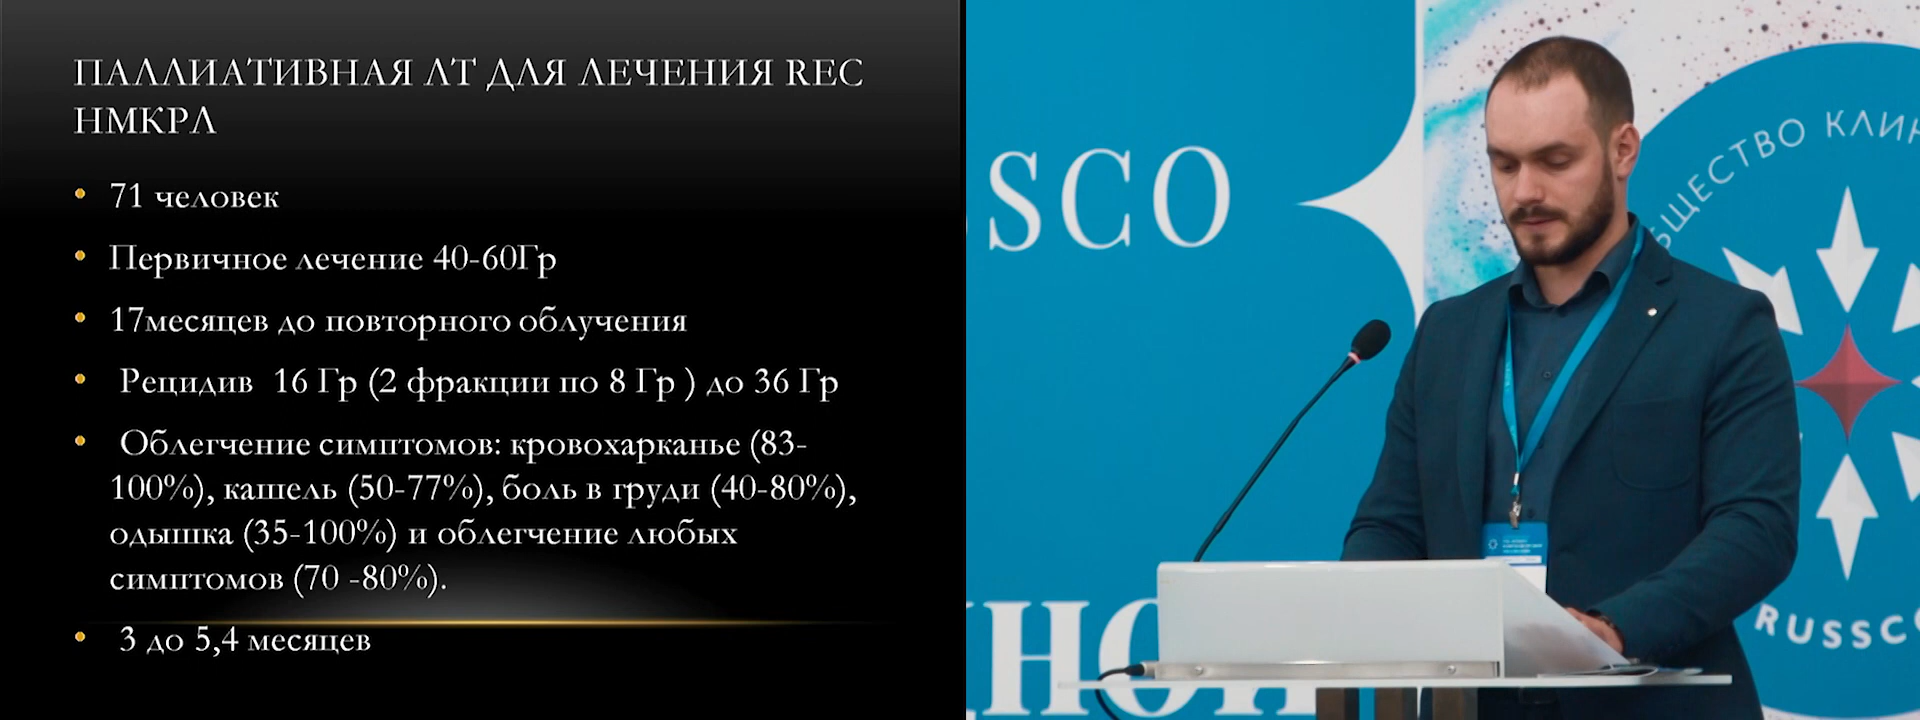 ПАЛЛИАТИВНАЯ ЛТ ДЛЯ ЛЕЧЕНИЯ REC
НМКРЛ
• 71 человек
• Первичное лечение 40-60Гр
• 17месяцев до повторного облучения
• Рецидив 16 Гр (2 фракции по 8 Гр ) до 36 Гр
• Облегчение симптомов: кровохарканье (83-
100%), кашель (50-77%), боль в груди (40-80%),
одышка (35-100%) и облегчение любых
симптомов (70 -80%).
• 3 до 5,4 месяцев
SCO
БЩЕСТВО КЛИН
RUSSC
НОЙ